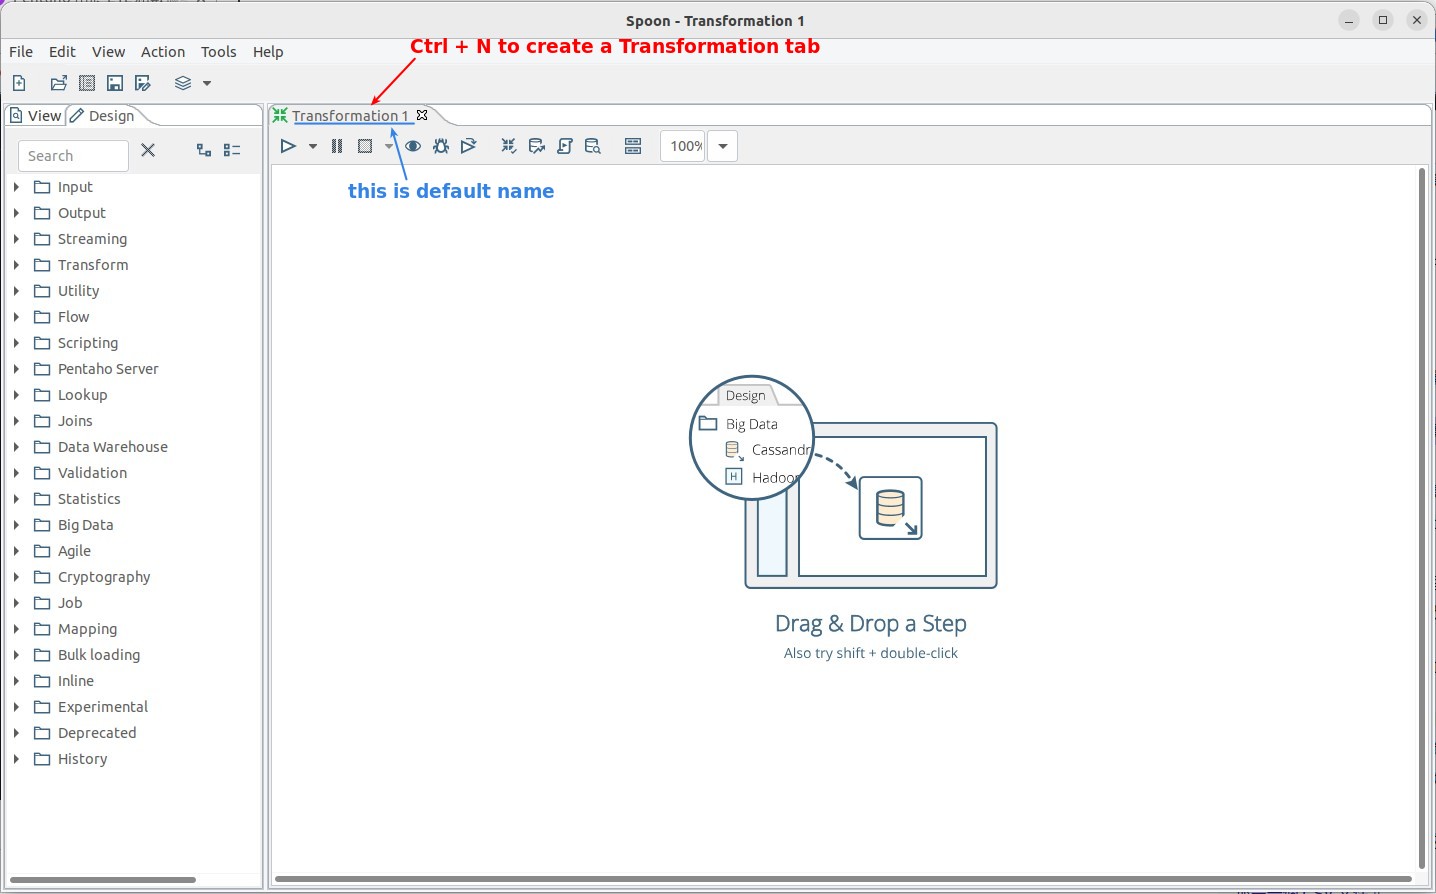 Spoon - Transformation 1
File Edit View Action Tools Help
Ctrl + N to create a Transformation tab
View Design
Transformation 1
Search
100%
this is default name
Input
Output
Streaming
Transform
Utility
Flow
Scripting
Pentaho Server
Lookup
Joins
Data Warehouse
Validation
Statistics
Big Data
Agile
Cryptography
Job
Mapping
Bulk loading
Inline
Experimental
Deprecated
History
Design
Big Data
Cassandr
H Hadoop
Drag & Drop a Step
Also try shift + double-click